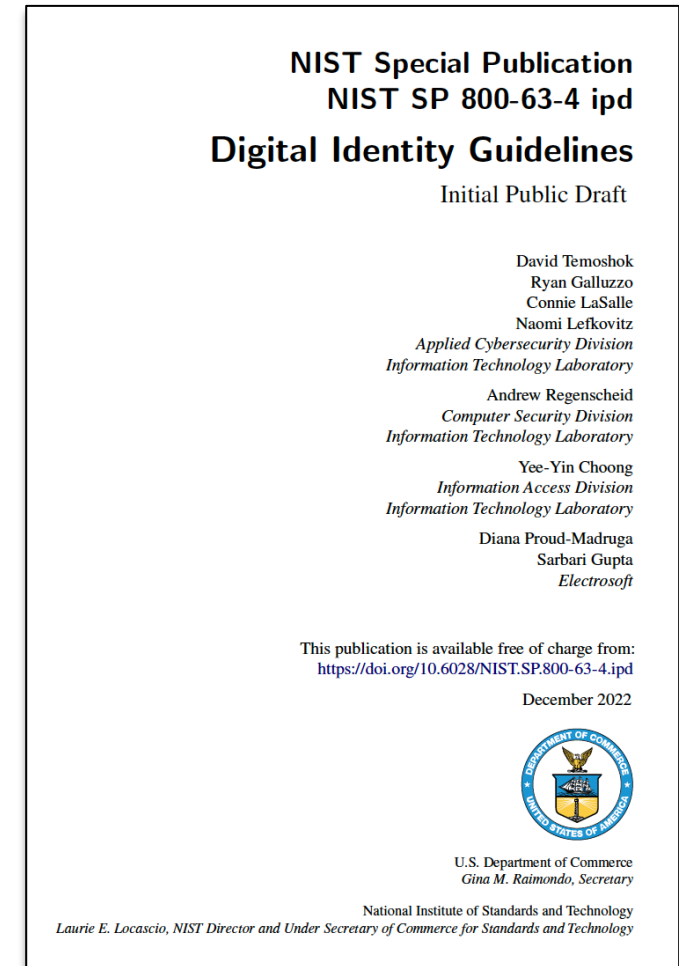 NIST Special Publication
NIST SP 800-63-4 ipd
Digital Identity Guidelines
Initial Public Draft
David Temoshok
Ryan Galluzzo
Connie LaSalle
Naomi Lefkovitz
Applied Cybersecurity Division
Information Technology Laboratory
Andrew Regenscheid
Computer Security Division
Information Technology Laboratory
Yee-Yin Choong
Information Access Division
Information Technology Laboratory
Diana Proud-Madruga
Sarbari Gupta
Electrosoft
This publication is available free of charge from:
https://doi.org/10.6028/NIST.SP.800-63-4.ipd
December 2022
DEPARTMENT OF COMMERCE
UNITED STATES OF AMERICA
U.S. Department of Commerce
Gina M. Raimondo, Secretary
National Institute of Standards and Technology
Laurie E. Locascio, NIST Director and Under Secretary of Commerce for Standards and Technology